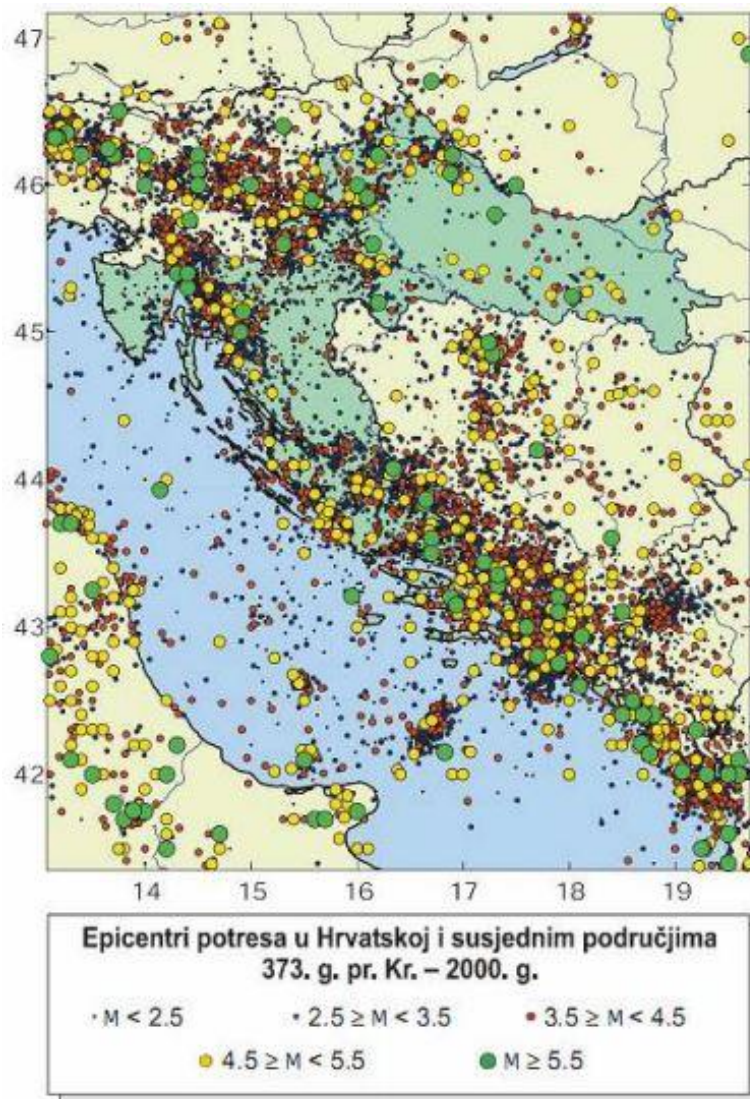 47
46
45
44
43
42
14 15 16 17 18 19
Epicentri potresa u Hrvatskoj i susjednim područjima
373. g. pr. Kr. – 2000. g.
M < 2.5 2.5 ≥ M < 3.5 3.5 ≥ M < 4.5
4.5 ≥ M < 5.5 M ≥ 5.5